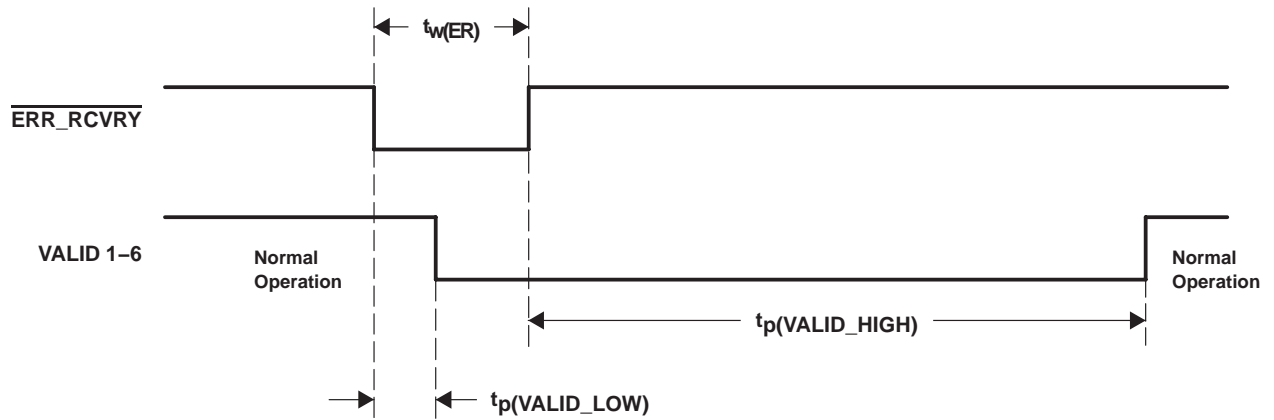 tw(ER)
ERR_RCVRY
VALID 1–6
Normal
Operation
Normal
Operation
tp(VALID_HIGH)
tp(VALID_LOW)